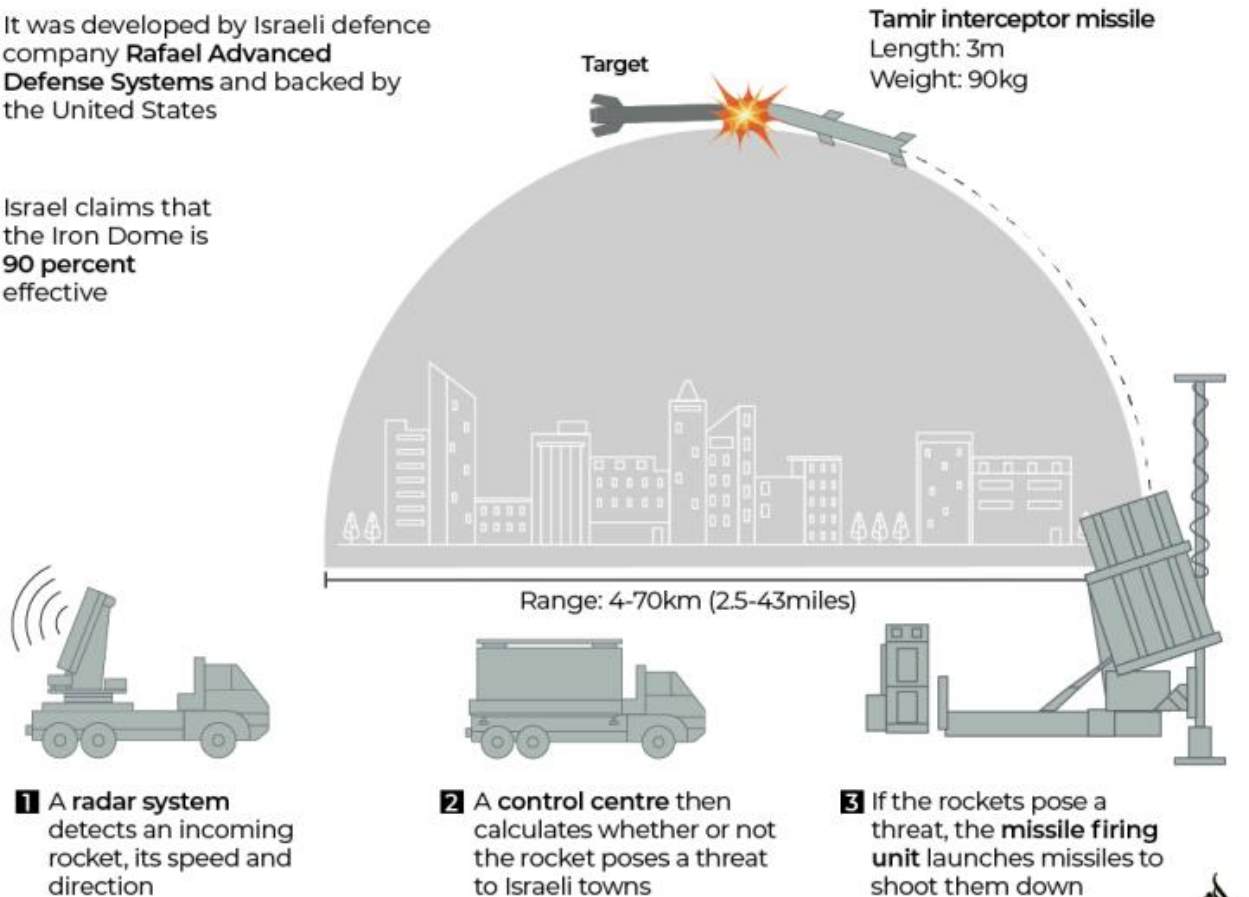 It was developed by Israeli defence
company Rafael Advanced
Defense Systems and backed by
the United States
Israel claims that
the Iron Dome is
90 percent
effective
Target
Tamir interceptor missile
Length: 3m
Weight: 90kg
Range: 4-70km (2.5-43miles)
1 A radar system
detects an incoming
rocket, its speed and
direction
2 A control centre then
calculates whether or not
the rocket poses a threat
to Israeli towns
3 If the rockets pose a
threat, the missile firing
unit launches missiles to
shoot them down